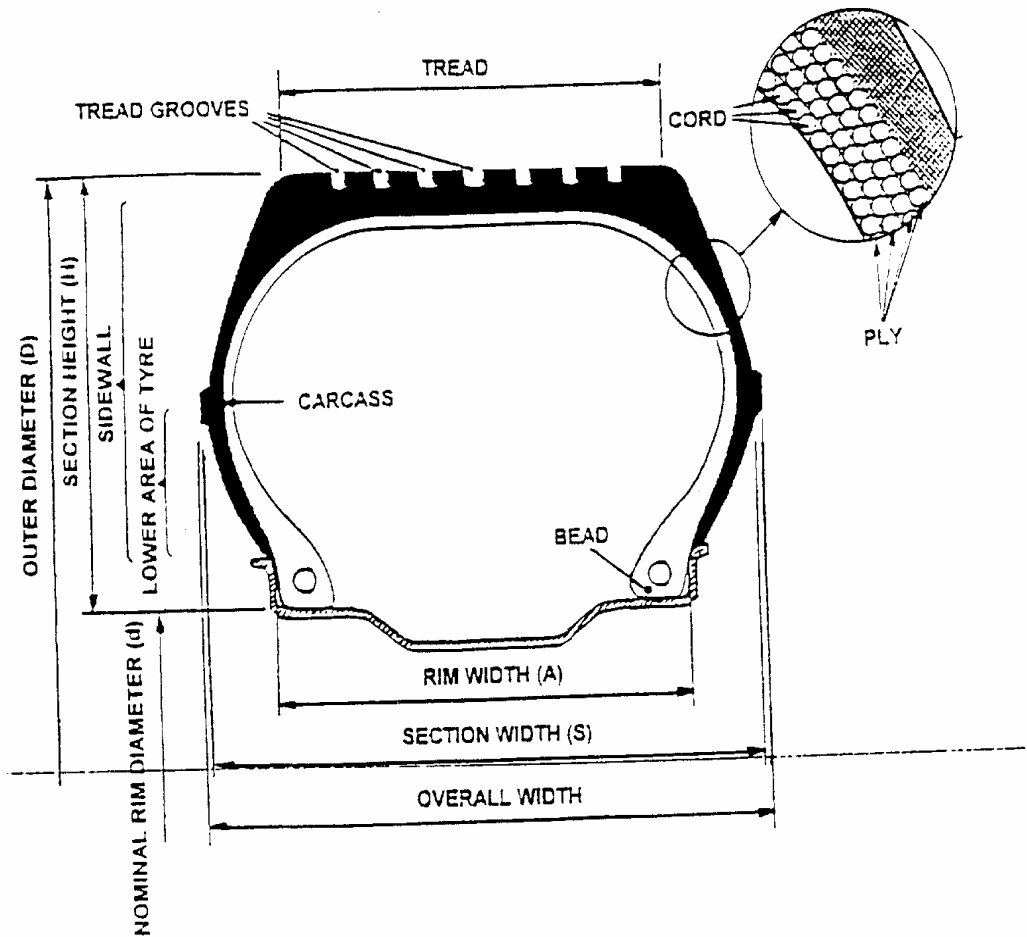 TREAD
TREAD GROOVES
CORD
PLY
CARCASS
BEAD
OUTER DIAMETER (D)
SECTION HEIGHT (H)
SIDEWALL
LOWER AREA OF TYRE
NOMINAL RIM DIAMETER (d)
RIM WIDTH (A)
SECTION WIDTH (S)
OVERALL WIDTH